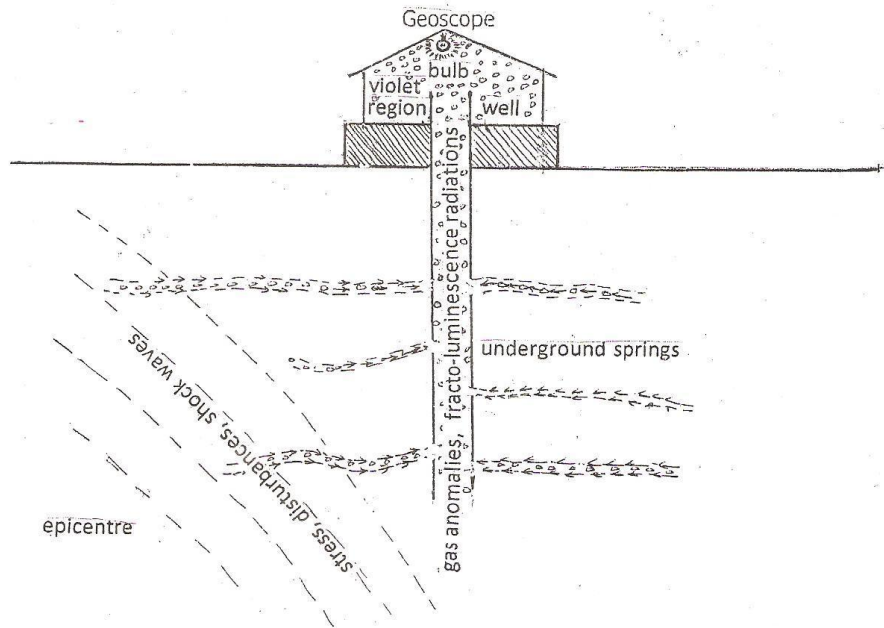 Geoscope
bulb
violet
region
well
gas anomalies, fracto-luminescence radiations
underground springs
stress, disturbances, shock waves
epicentre